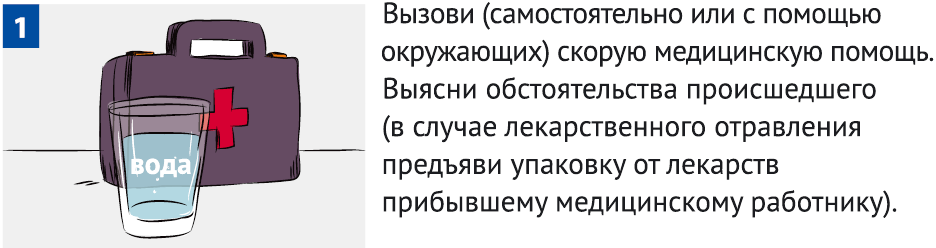 1
вода
Вызови (самостоятельно или с помощью
окружающих) скорую медицинскую помощь.
Выясни обстоятельства происшедшего
(в случае лекарственного отравления
предъяви упаковку от лекарств
прибывшему медицинскому работнику).